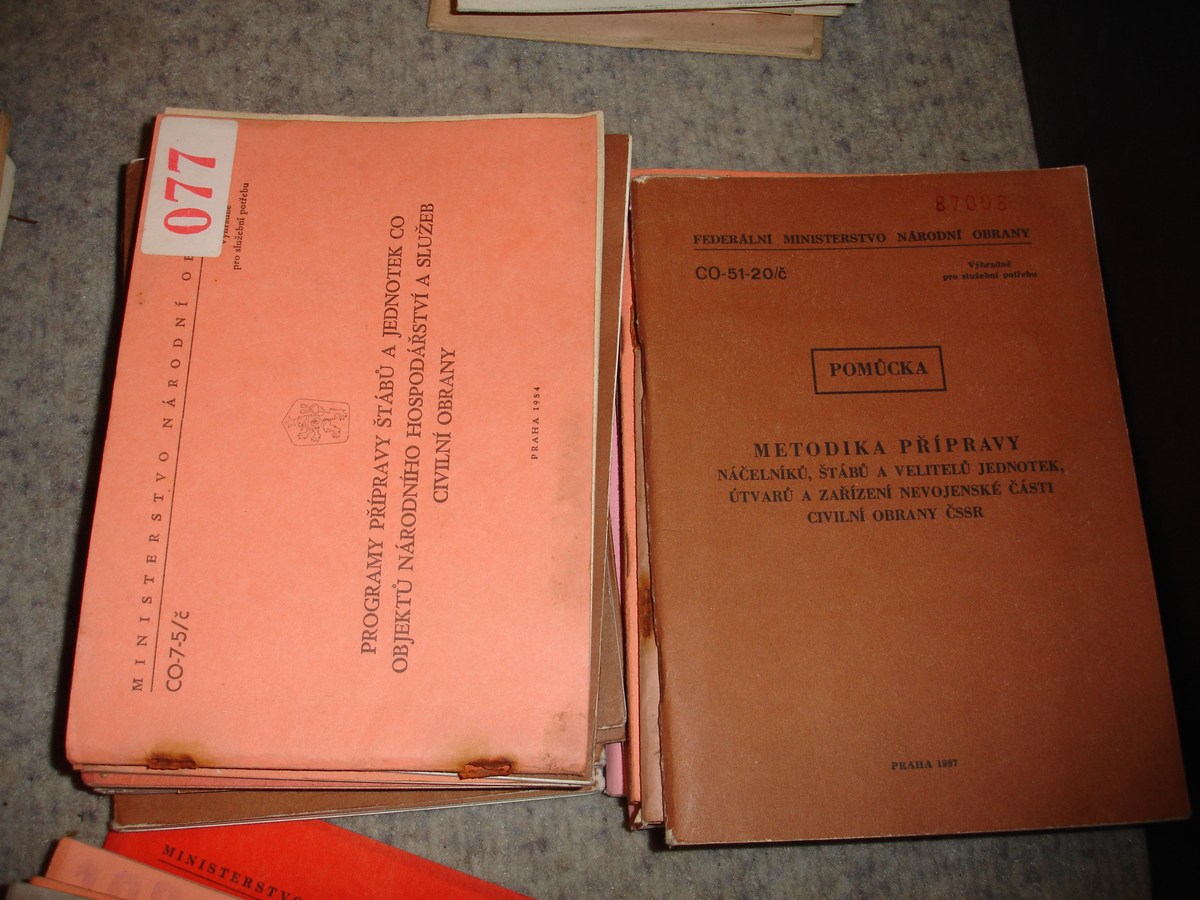 077
MINISTERSTVO NÁRODNÍ
Výhradně
pro služební potřebu
CO-7-5/č
PROGRAMY PŘÍPRAVY ŠTÁBŮ A JEDNOTEK CO
OBJEKTŮ NÁRODNÍHO HOSPODÁŘSTVÍ A SLUŽEB
CIVILNÍ OBRANY
PRAHA 1984
FEDERÁLNÍ MINISTERSTVO NÁRODNÍ OBRANY
CO-51-20/č
Výhradně
pro služební potřebu
POMŮCKA
METODIKA PŘÍPRAVY
NÁČELNÍKŮ, ŠTÁBŮ A VELITELŮ JEDNOTEK,
ÚTVARŮ A ZAŘÍZENÍ NEVOJENSKÉ ČÁSTI
CIVILNÍ OBRANY ČSSR
PRAHA 1987
MINISTERSTVO